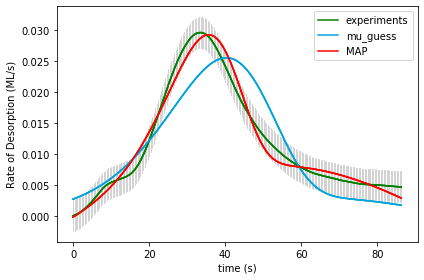 experiments
mu_guess
MAP
Rate of Desorption (ML/s)
0.030
0.025
0.020
0.015
0.010
0.005
0.000
0 20 40 60 80
time (s)